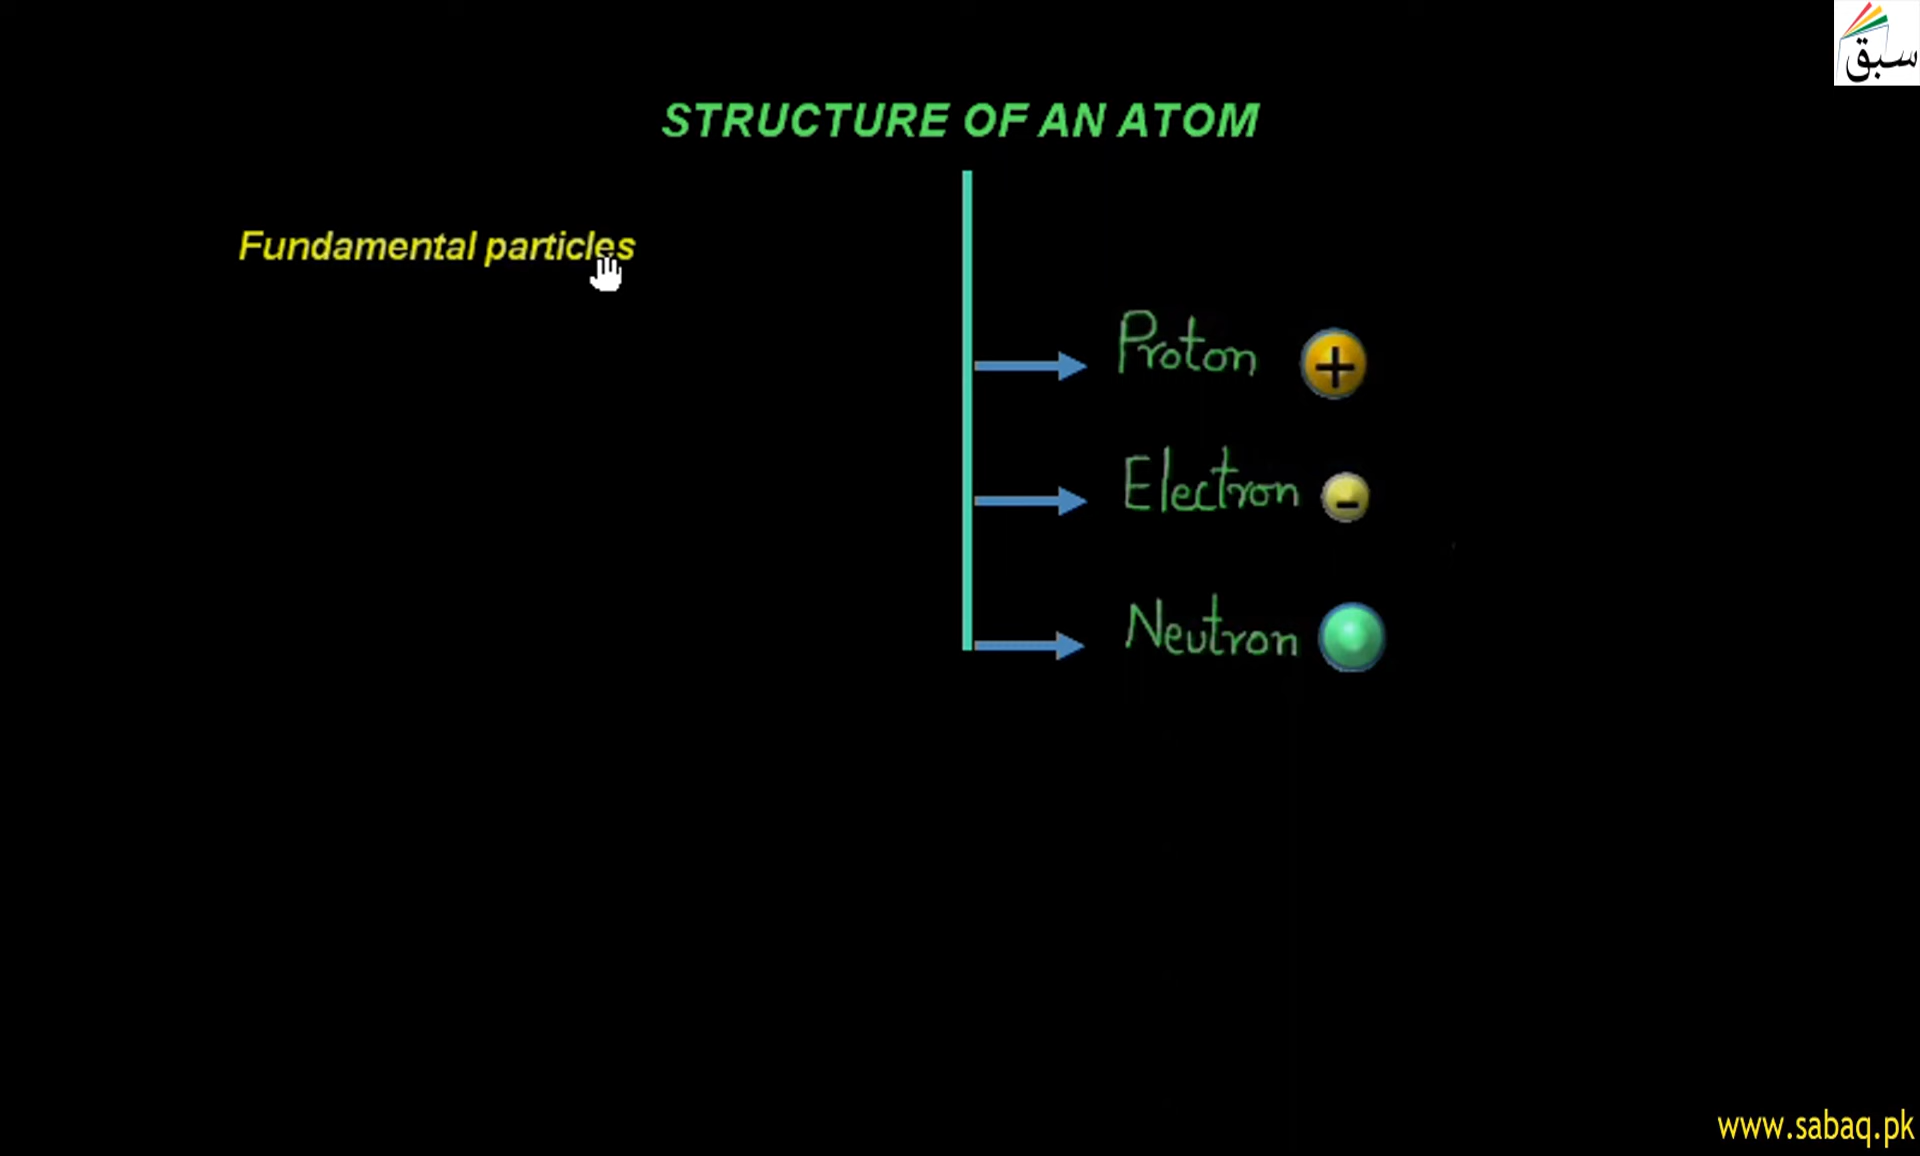 سبق
STRUCTURE OF AN ATOM
Fundamental particles
Proton +
Electron -
Neutron
www.sabaq.pk